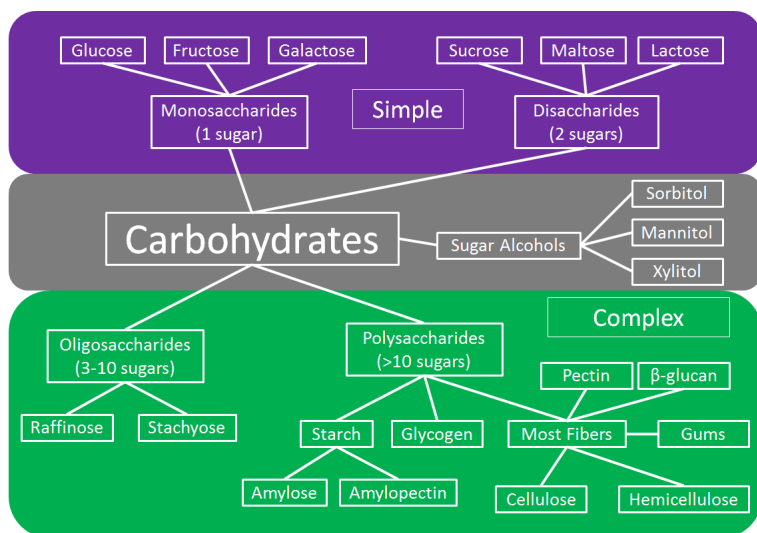 Glucose
Fructose
Galactose
Sucrose
Maltose
Lactose
Monosaccharides
(1 sugar)
Simple
Disaccharides
(2 sugars)
Carbohydrates
Sugar Alcohols
Sorbitol
Mannitol
Xylitol
Complex
Oligosaccharides
(3-10 sugars)
Polysaccharides
(>10 sugars)
Pectin
β-glucan
Raffinose
Stachyose
Starch
Glycogen
Most Fibers
Gums
Amylose
Amylopectin
Cellulose
Hemicellulose